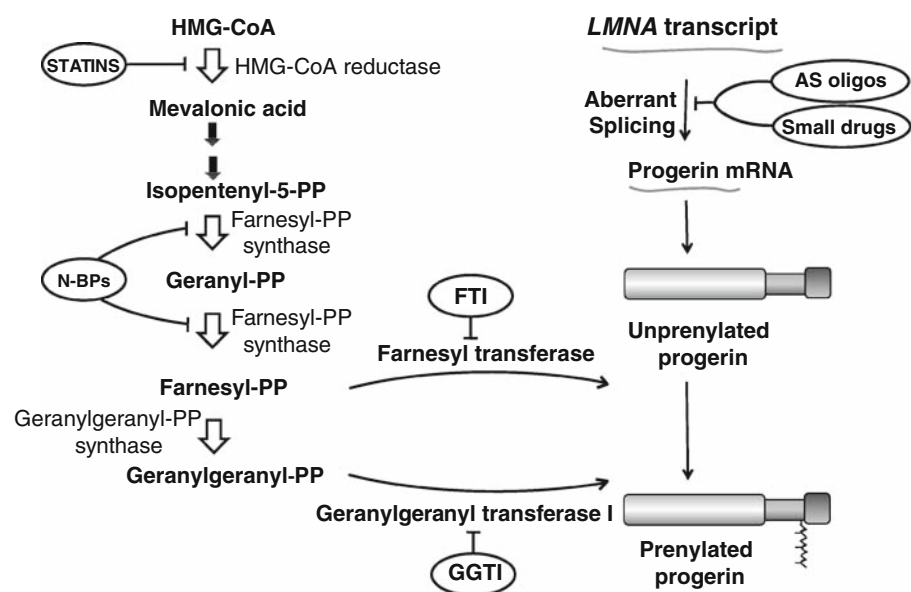 HMG-CoA
STATINS
HMG-CoA reductase
Mevalonic acid
Isopentenyl-5-PP
Farnesyl-PP
synthase
N-BPs
Geranyl-PP
Farnesyl-PP
synthase
Farnesyl-PP
Geranylgeranyl-PP
synthase
Geranylgeranyl-PP
FTI
Farnesyl transferase
Geranylgeranyl transferase I
GGTI
LMNA transcript
Aberrant
Splicing
AS oligos
Small drugs
Progerin mRNA
Unprenylated
progerin
Prenylated
progerin